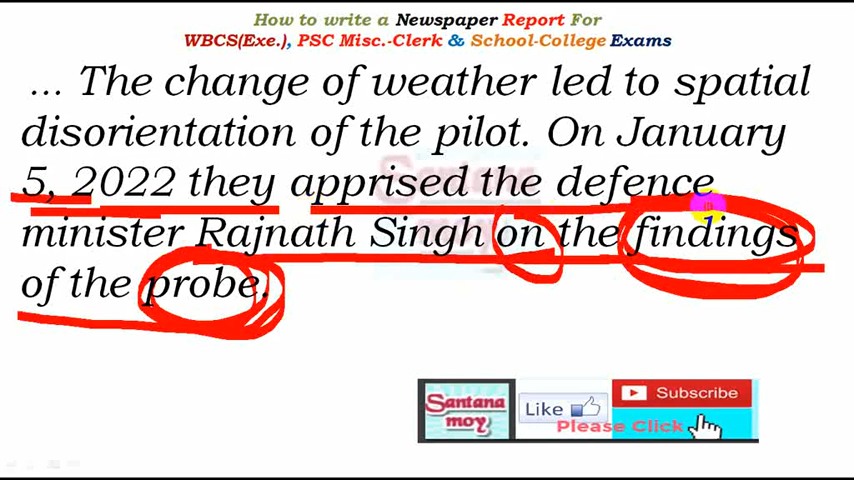 How to write a Newspaper Report For
WBCS(Exe.), PSC Misc.-Clerk & School-College Exams
... The change of weather led to spatial
disorientation of the pilot. On January
5, 2022 they apprised the defence
minister Rajnath Singh on the findings
of the probe.
Santana
moy
Santana
moy
Like
Subscribe
Please Click